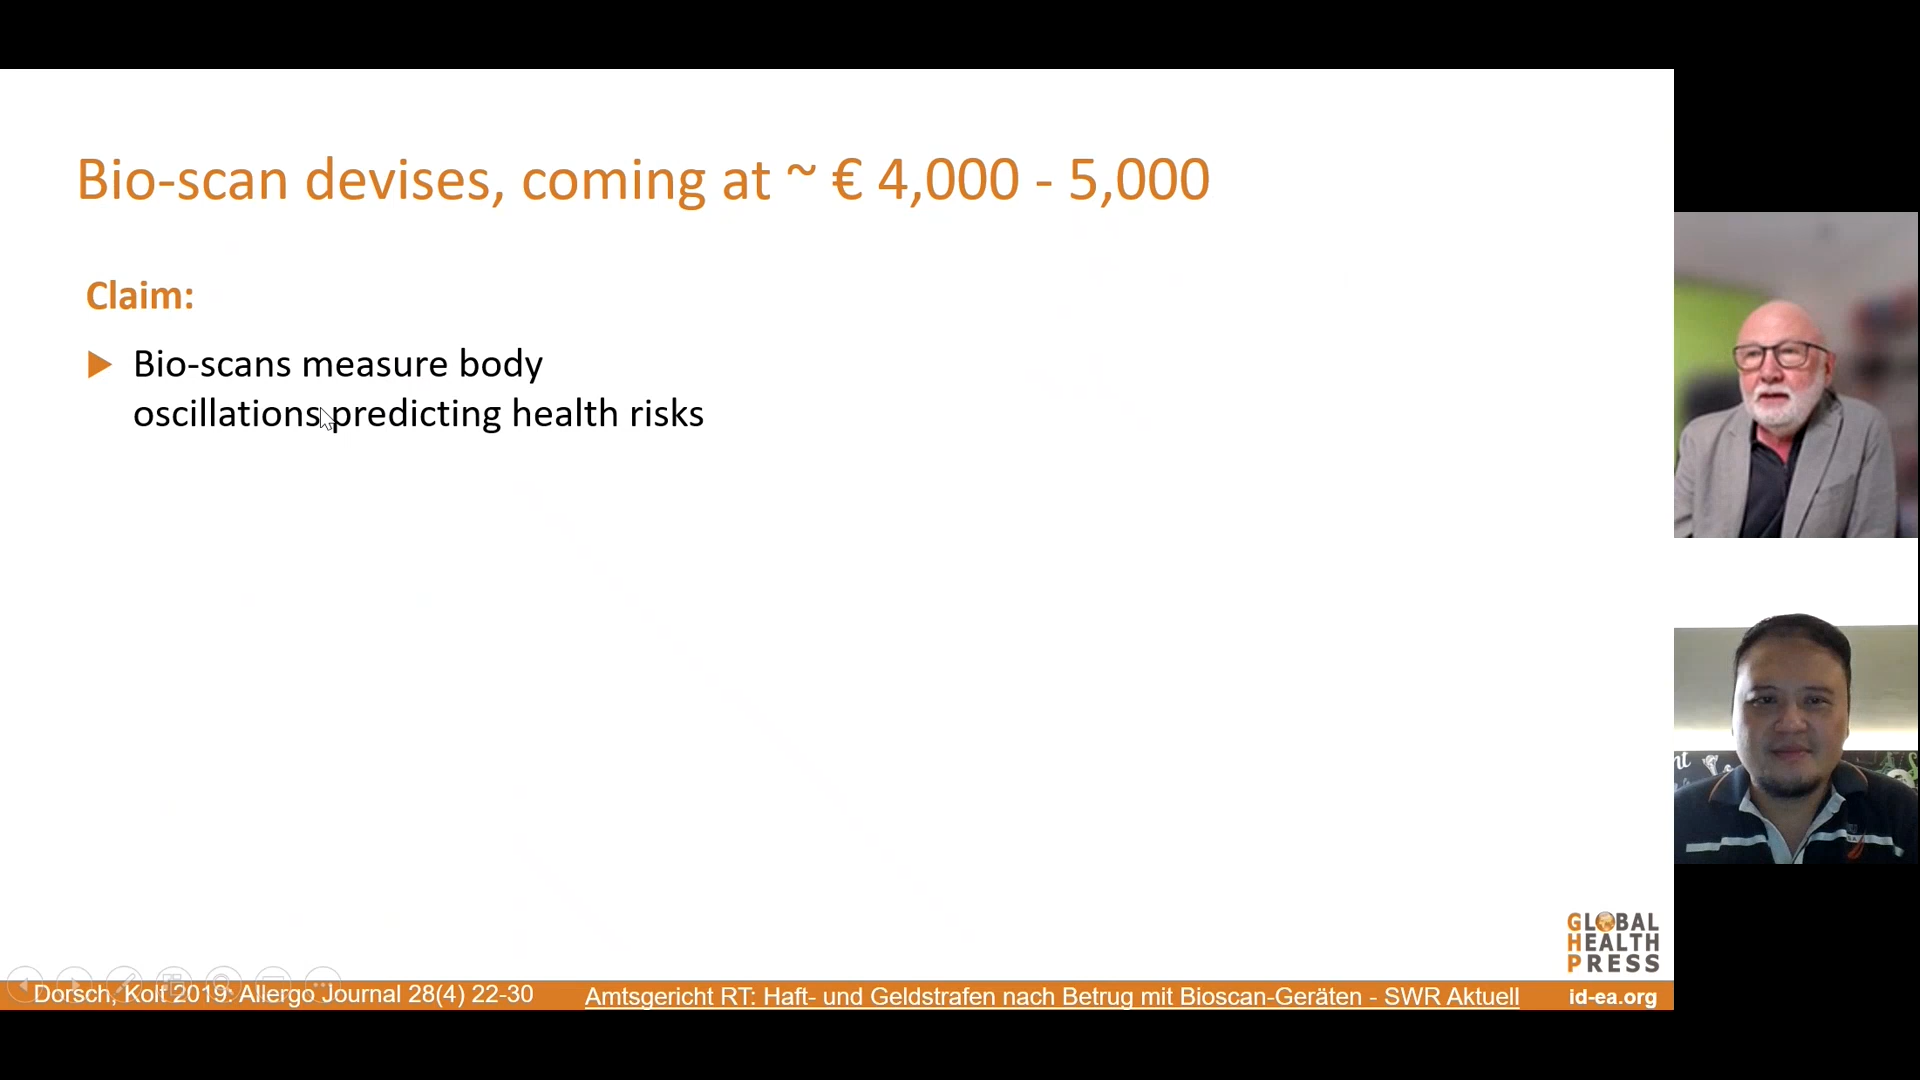 Bio-scan devises, coming at ~ € 4,000 - 5,000
Claim:
Bio-scans measure body
oscillations predicting health risks
GLOBAL
HEALTH
PRESS
Dorsch, Kolt 2019: Allergo Journal 28(4) 22-30
Amtsgericht RT: Haft- und Geldstrafen nach Betrug mit Bioscan-Geräten - SWR Aktuell
id-ea.org